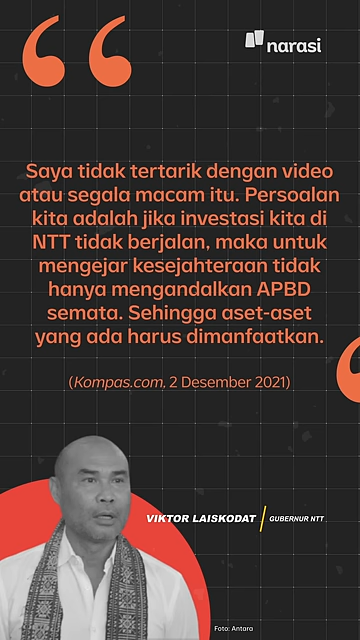 narasi
Saya tidak tertarik dengan video
atau segala macam itu. Persoalan
kita adalah jika investasi kita di
NTT tidak berjalan, maka untuk
mengejar kesejahteraan tidak
hanya mengandalkan APBD
semata. Sehingga aset-aset
yang ada harus dimanfaatkan.
(Kompas.com, 2 Desember 2021)
VIKTOR LAISKODAT / GUBERNUR NTT
Foto: Antara